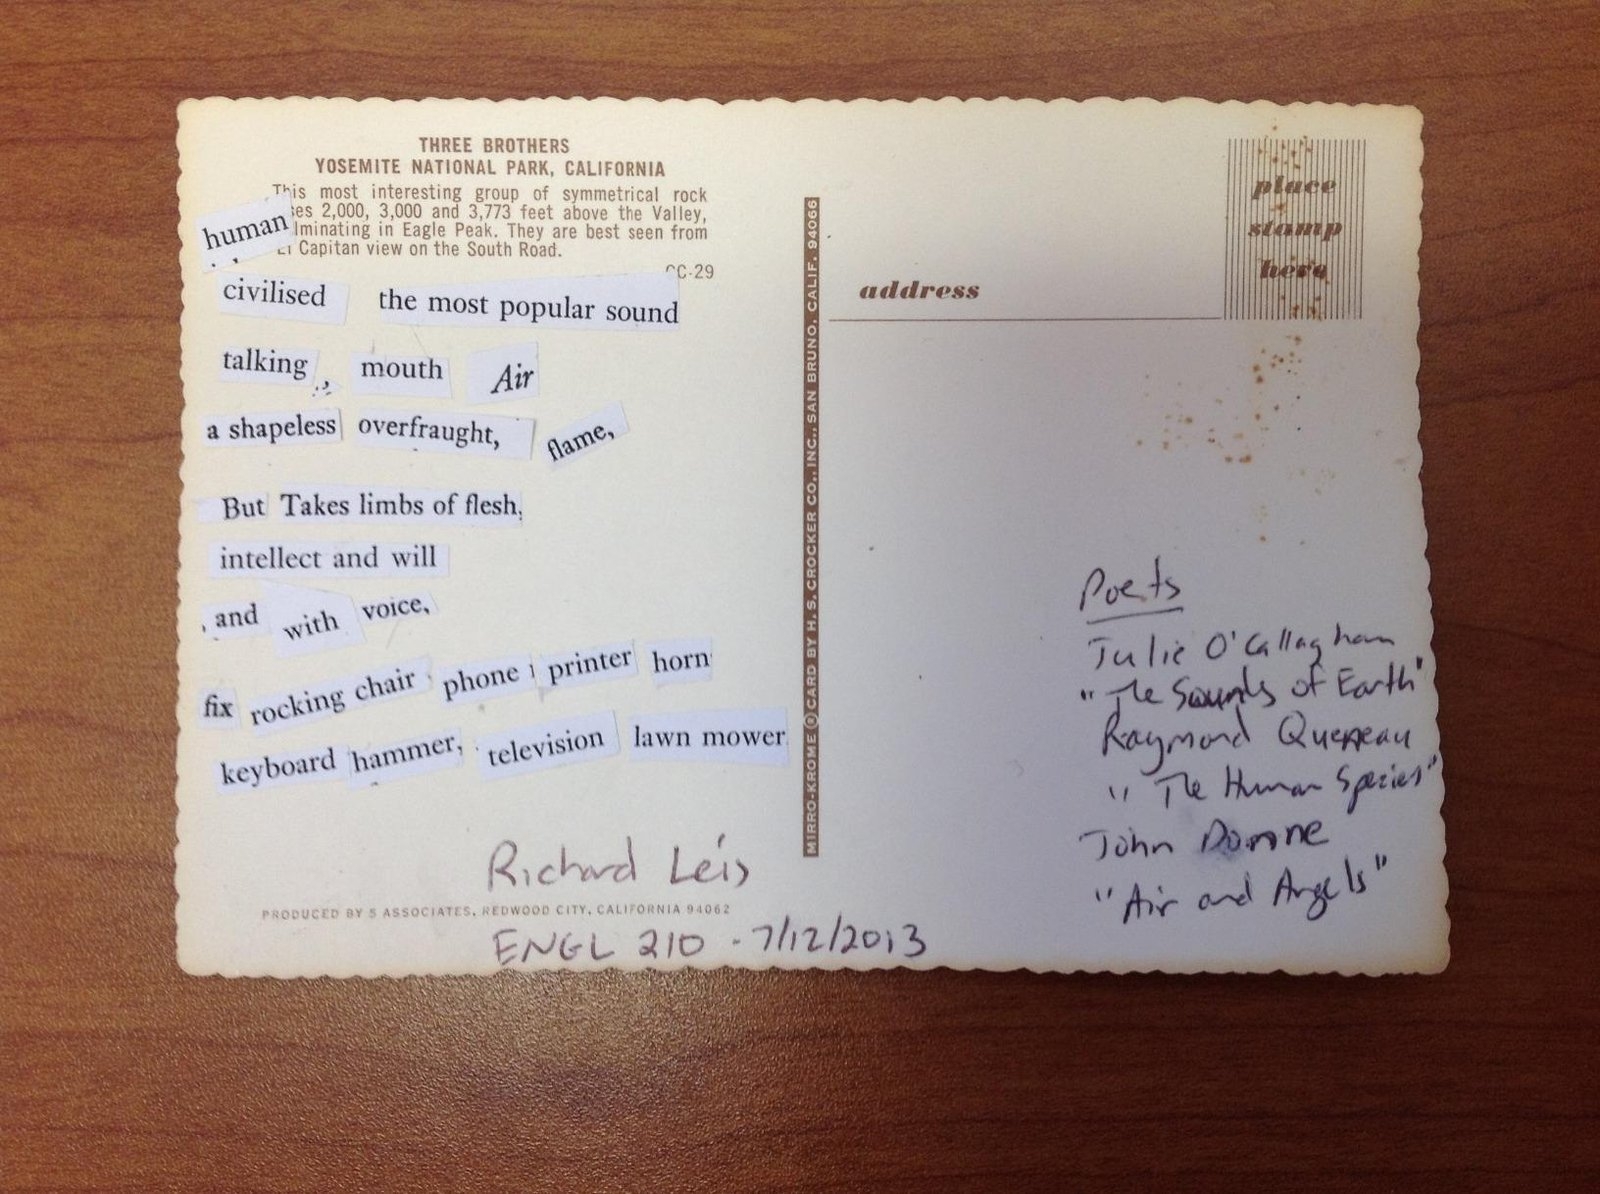 THREE BROTHERS
YOSEMITE NATIONAL PARK, CALIFORNIA
This most interesting group of symmetrical rock
ses 2,000, 3,000 and 3,773 feet above the Valley,
lminating in Eagle Peak. They are best seen from
El Capitan view on the South Road.
CC-29
human
civilised the most popular sound
talking, mouth Air
a shapeless overfraught, flame,
But Takes limbs of flesh,
intellect and will
, and with voice,
fix rocking chair phone printer horn
keyboard hammer, television lawn mower
Richard Leis
PRODUCED BY 5 ASSOCIATES, REDWOOD CITY, CALIFORNIA 94062
ENGL 210 - 7/12/2013
MIRRO-KROME ® CARD BY H. S. CROCKER CO., INC., SAN BRUNO, CALIF. 94066
place
stamp
here
address
Poets
Julie O'Callaghan
"The Sounds of Earth"
Raymond Queneau
"The Human Species"
John Donne
"Air and Angels"